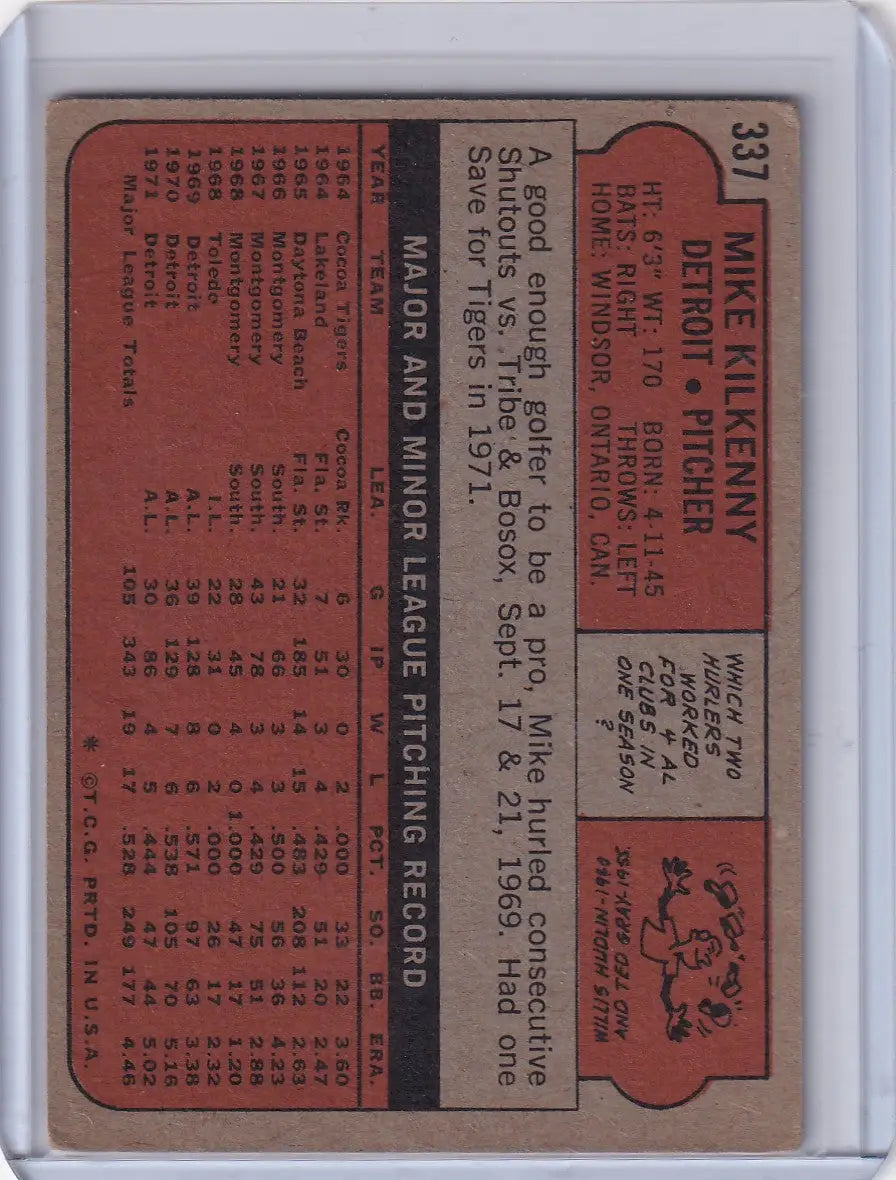 337
MIKE KILKENNY
DETROIT • PITCHER
HT: 6'3" WT: 170 BORN: 4-11-45
BATS: RIGHT THROWS: LEFT
HOME: WINDSOR, ONTARIO, CAN.
WHICH TWO
HURLERS
WORKED
FOR 4 AL
CLUBS IN
ONE SEASON
?
WILLIS HUDLIN-1940
AND TED GRAY-1955.
A good enough golfer to be a pro, Mike hurled consecutive
Shutouts vs. Tribe & Bosox, Sept. 17 & 21, 1969. Had one
Save for Tigers in 1971.
MAJOR AND MINOR LEAGUE PITCHING RECORD
YEAR TEAM LEA. G IP W L PCT. SO. BB. ERA.
1964 Cocoa Tigers Cocoa Rk. 6 30 0 2 .000 33 22 3.60
1964 Lakeland Fla. St. 7 51 3 4 .429 51 20 2.47
1965 Daytona Beach Fla. St. 32 185 14 15 .483 208 112 2.63
1966 Montgomery South. 21 66 3 3 .500 56 36 4.23
1967 Montgomery South. 43 78 3 4 .429 75 51 2.88
1968 Montgomery South. 28 45 4 0 1.000 47 17 1.20
1968 Toledo I.L. 22 31 0 2 .000 26 17 2.32
1969 Detroit A.L. 39 128 8 6 .571 97 63 3.38
1970 Detroit A.L. 36 129 7 6 .538 105 70 5.16
1971 Detroit A.L. 30 86 4 5 .444 47 44 5.02
Major League Totals 105 343 19 17 .528 249 177 4.46
* ©T.C.G. PRTD. IN U.S.A.